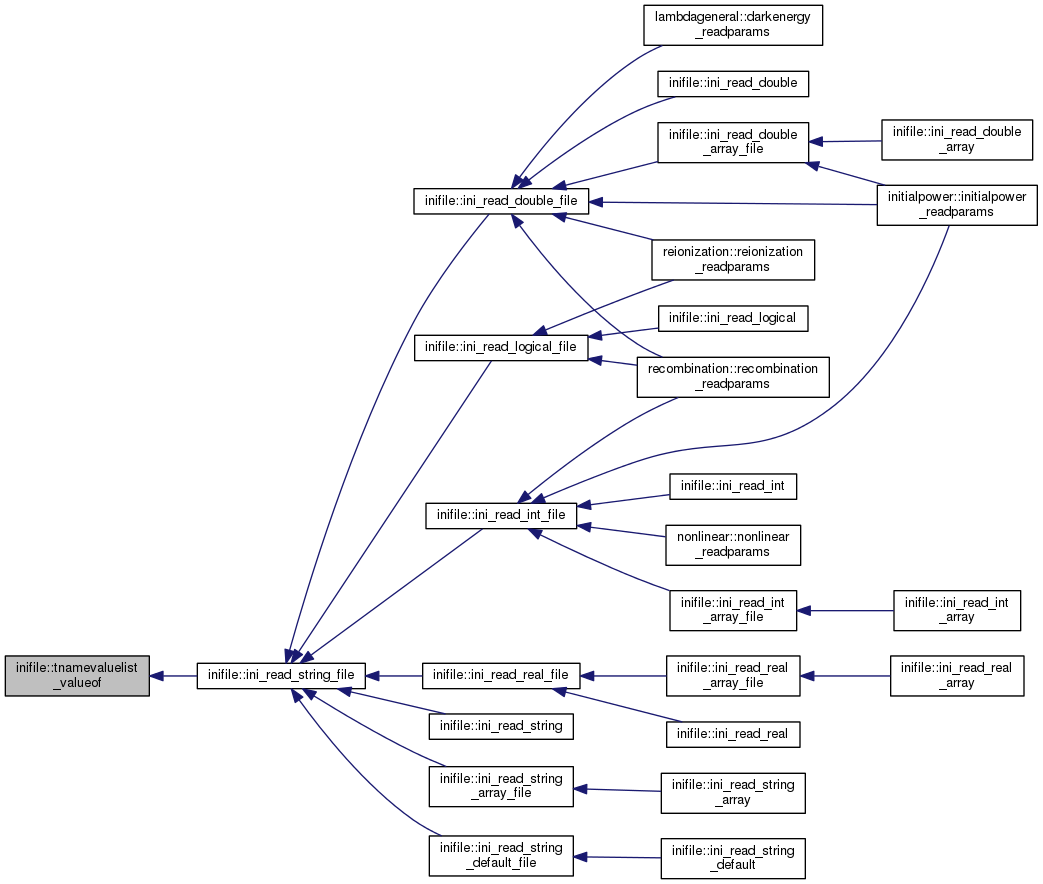 lambdageneral::darkenergy
_readparams
inifile::ini_read_double
inifile::ini_read_double
_array_file
inifile::ini_read_double
_array
inifile::ini_read_double_file
initialpower::initialpower
_readparams
reionization::reionization
_readparams
inifile::ini_read_logical
inifile::ini_read_logical_file
recombination::recombination
_readparams
inifile::ini_read_int
inifile::ini_read_int_file
nonlinear::nonlinear
_readparams
inifile::ini_read_int
_array_file
inifile::ini_read_int
_array
inifile::tnamevaluelist
_valueof
inifile::ini_read_string_file
inifile::ini_read_real_file
inifile::ini_read_real
_array_file
inifile::ini_read_real
_array
inifile::ini_read_string
inifile::ini_read_real
inifile::ini_read_string
_array_file
inifile::ini_read_string
_array
inifile::ini_read_string
_default_file
inifile::ini_read_string
_default